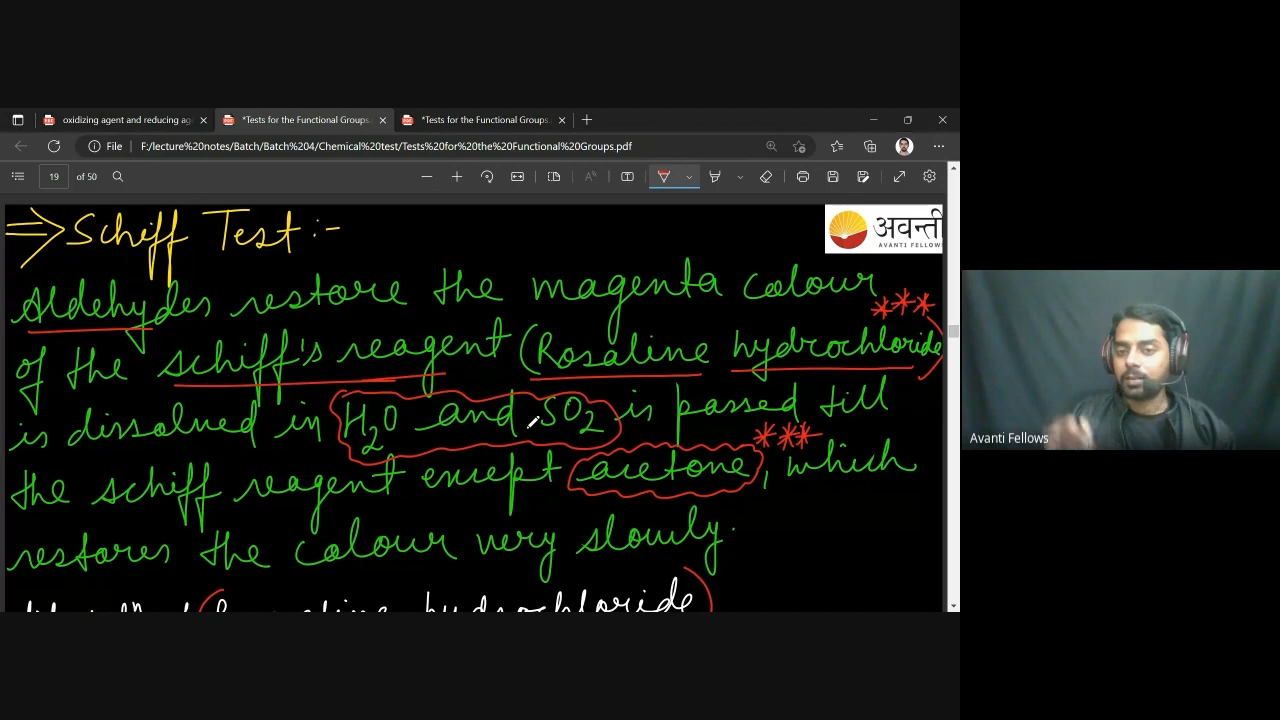 oxidizing agent and reducing ag
*Tests for the Functional Groups
*Tests for the Functional Groups.
File
F:/lecture%20notes/Batch/Batch%204/Chemical%20test/Tests%20for%20the%20Functional%20Groups.pdf
19 of 50
⇒ Schiff Test :-
अवन्ती
AVANTI FELLOWS
Aldehydes restore the magenta colour
***
of the schiff's reagent (Rosaline hydrochloride)
is dissolved in H₂O and SO₂ is passed till
***
the schiff reagent except acetone, which
restores the colour very slowly.
hydrochloride
Avanti Fellows